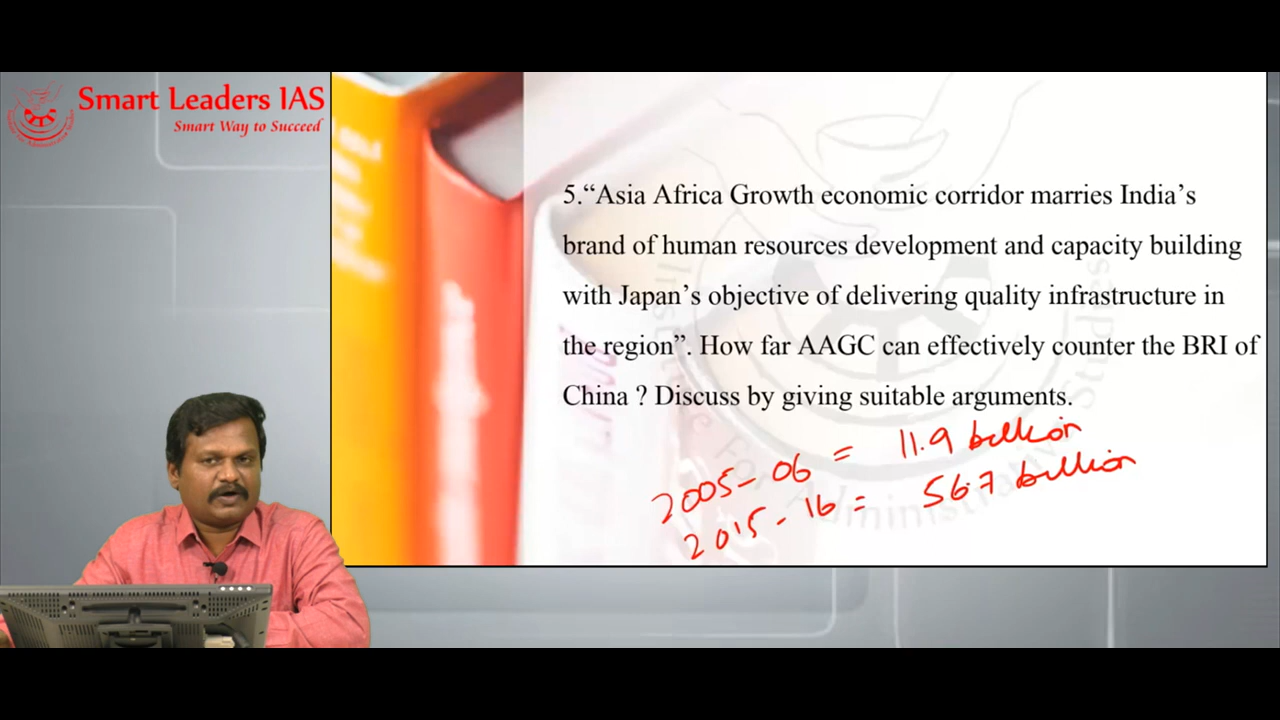 Smart Leaders IAS
Smart Way to Succeed
5.“Asia Africa Growth economic corridor marries India’s
brand of human resources development and capacity building
with Japan’s objective of delivering quality infrastructure in
the region”. How far AAGC can effectively counter the BRI of
China ? Discuss by giving suitable arguments.
2005-06 = 11.9 billion
2015-16 = 56.7 billion